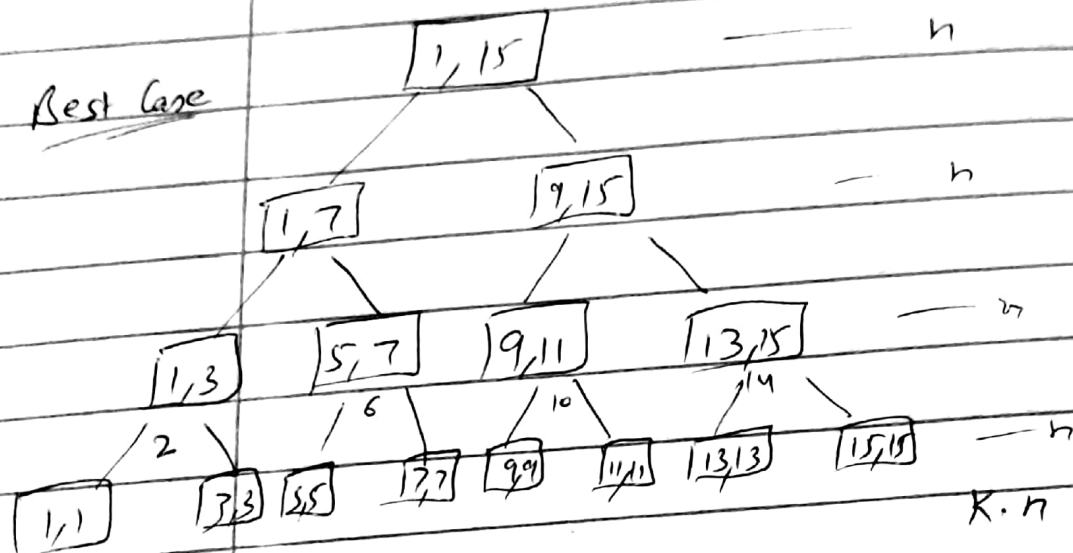 1, 15 n
Best Case
1, 7 9, 15 n
1, 3 5, 7 9, 11 13, 15 n
2 6 10 14
1, 1 3,3 5,5 7,7 9,9 11,11 13,13 15,15 n
K.n